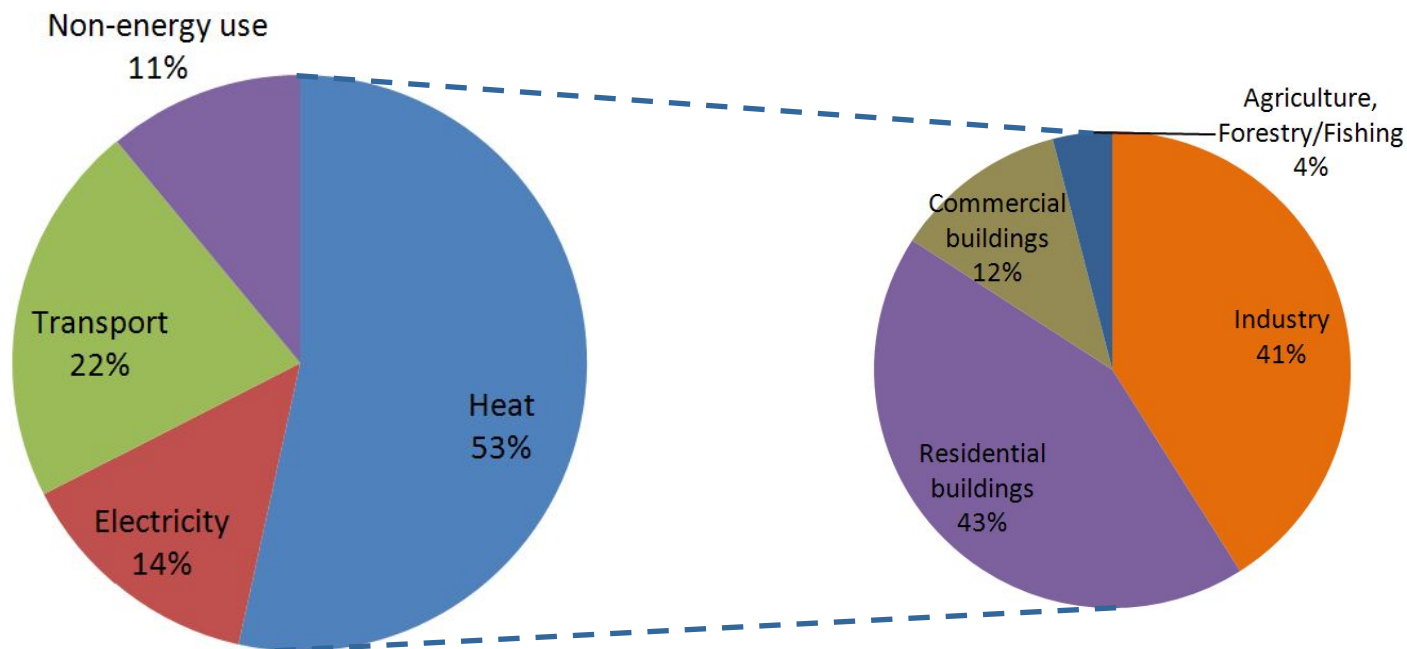 Non-energy use
11%
Transport
22%
Electricity
14%
Heat
53%
Agriculture,
Forestry/Fishing
4%
Commercial
buildings
12%
Industry
41%
Residential
buildings
43%